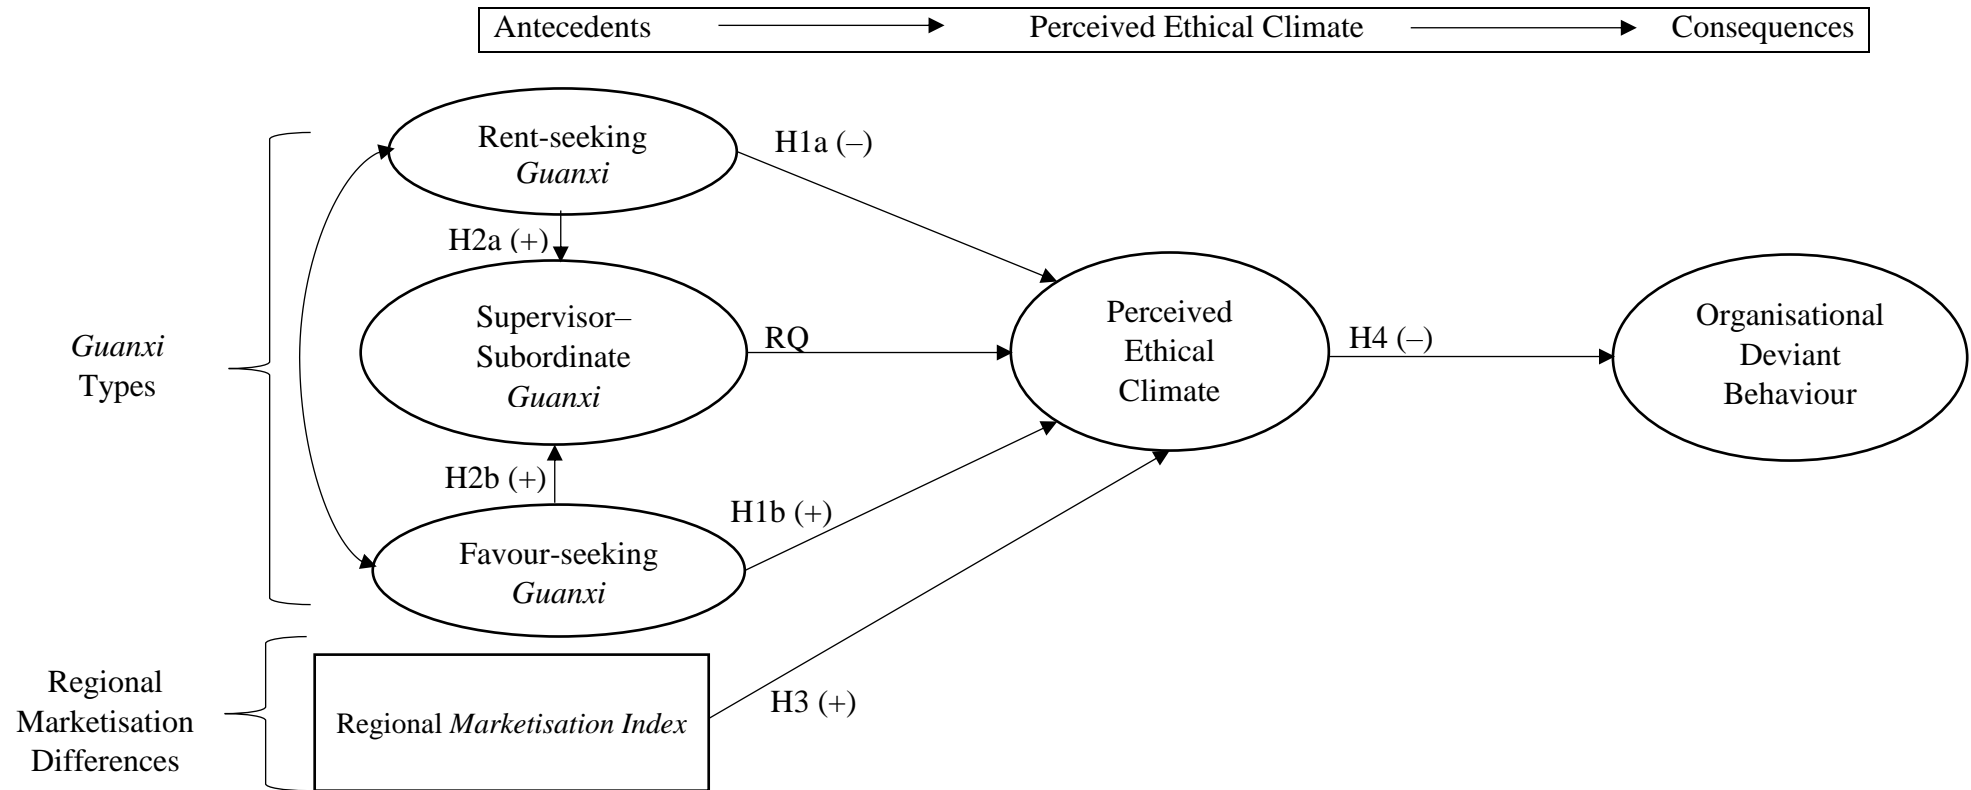 Antecedents Perceived Ethical Climate Consequences
Rent-seeking
Guanxi
H1a (–)
H2a (+)
Supervisor–
Subordinate
Guanxi
RQ
Guanxi
Types
Perceived
Ethical
Climate
H4 (–)
Organisational
Deviant
Behaviour
H2b (+)
H1b (+)
Favour-seeking
Guanxi
Regional
Marketisation
Differences
Regional Marketisation Index
H3 (+)